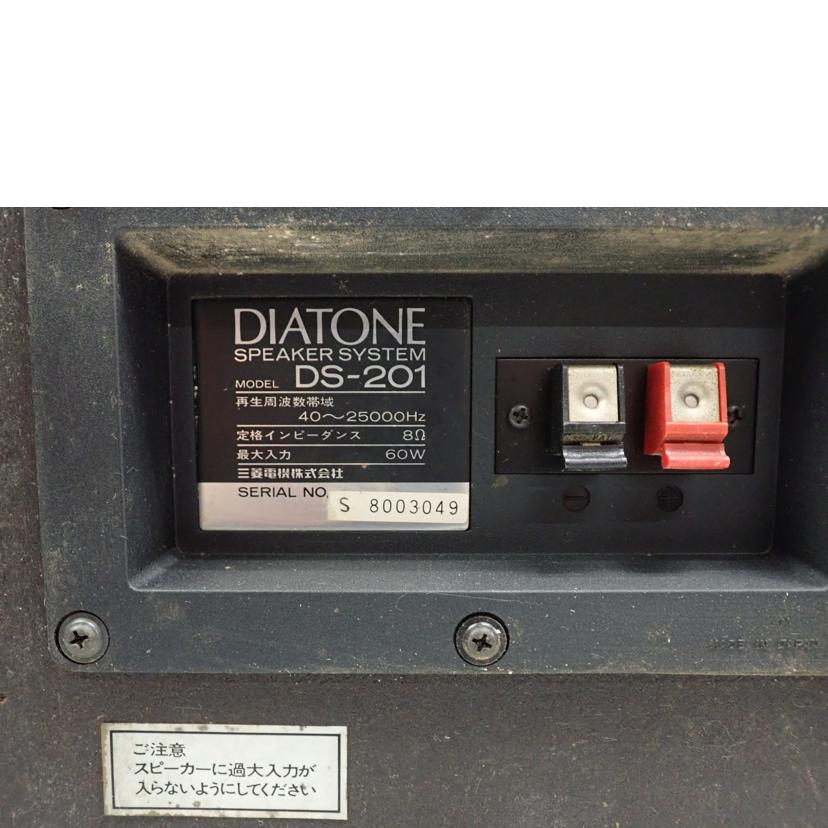 DIATONE
SPEAKER SYSTEM
MODEL DS-201
再生周波数帯域
40～25000Hz
定格インピーダンス 8Ω
最大入力 60W
三菱電機株式会社
SERIAL NO. S 8003049
⊖ ⊕
MADE IN JAPAN
ご注意
スピーカーに過大入力が
入らないようにしてください